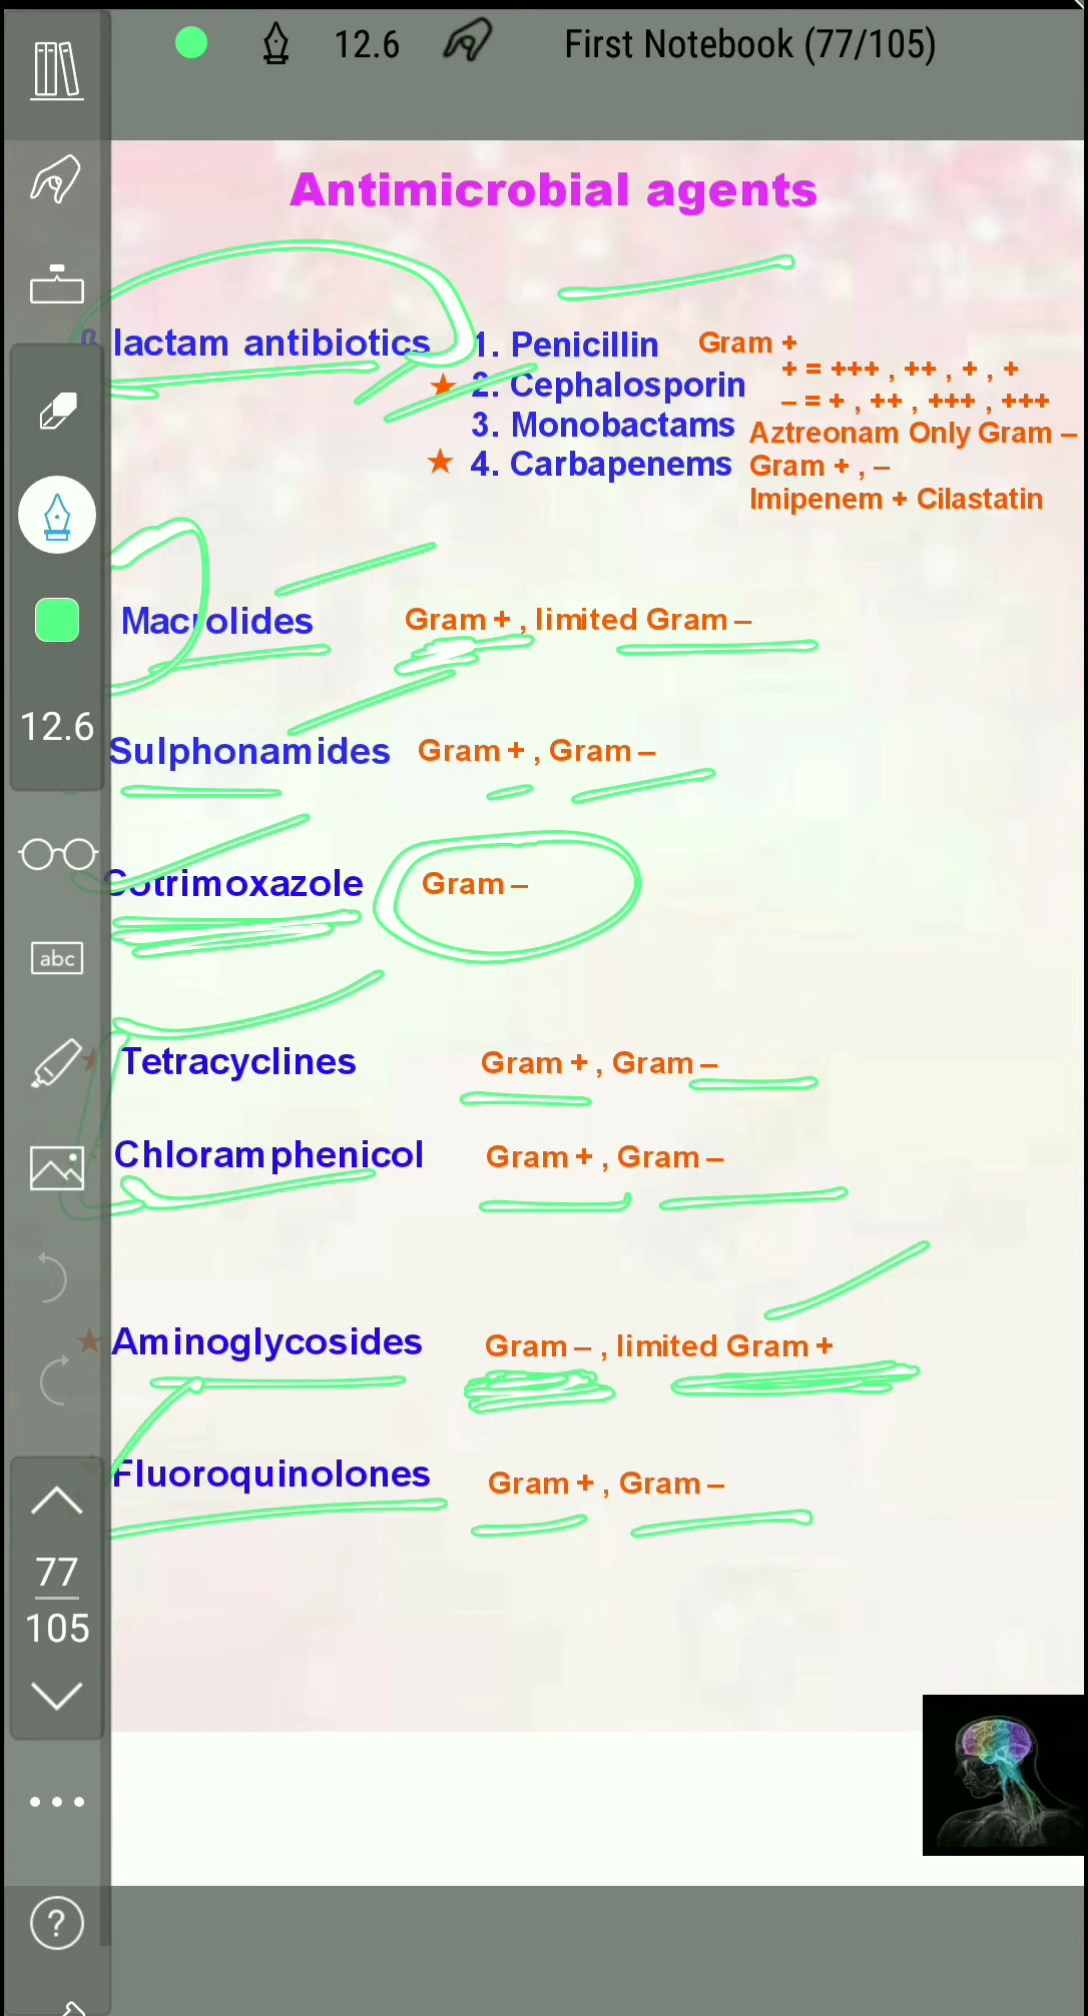 12.6 First Notebook (77/105)
Antimicrobial agents
β lactam antibiotics 1. Penicillin Gram +
+ = +++ , ++ , + , +
★ 2. Cephalosporin – = + , ++ , +++ , +++
3. Monobactams Aztreonam Only Gram –
★ 4. Carbapenems Gram + , –
Imipenem + Cilastatin
Macrolides Gram + , limited Gram –
12.6
Sulphonamides Gram + , Gram –
Cotrimoxazole Gram –
abc
★ Tetracyclines Gram + , Gram –
Chloramphenicol Gram + , Gram –
★ Aminoglycosides Gram – , limited Gram +
★ Fluoroquinolones Gram + , Gram –
77
105
?